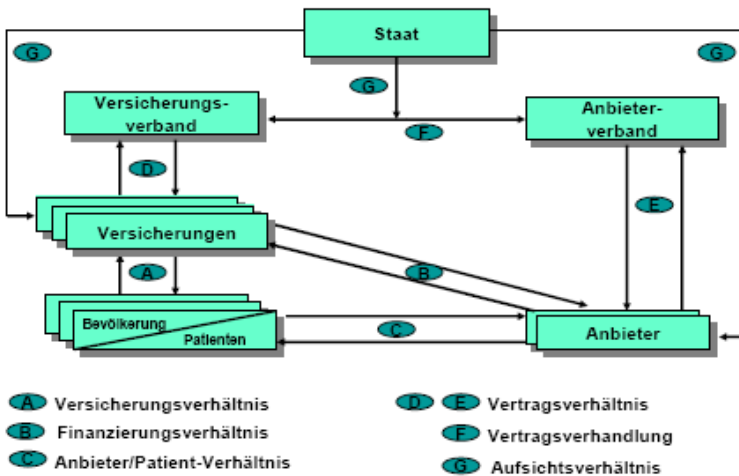 Staat
G
G
G
Versicherungs-
verband
Anbieter-
verband
F
D
E
Versicherungen
A
B
Bevölkerung
Patienten
C
Anbieter
A Versicherungsverhältnis
D E Vertragsverhältnis
B Finanzierungsverhältnis
F Vertragsverhandlung
C Anbieter/Patient-Verhältnis
G Aufsichtsverhältnis